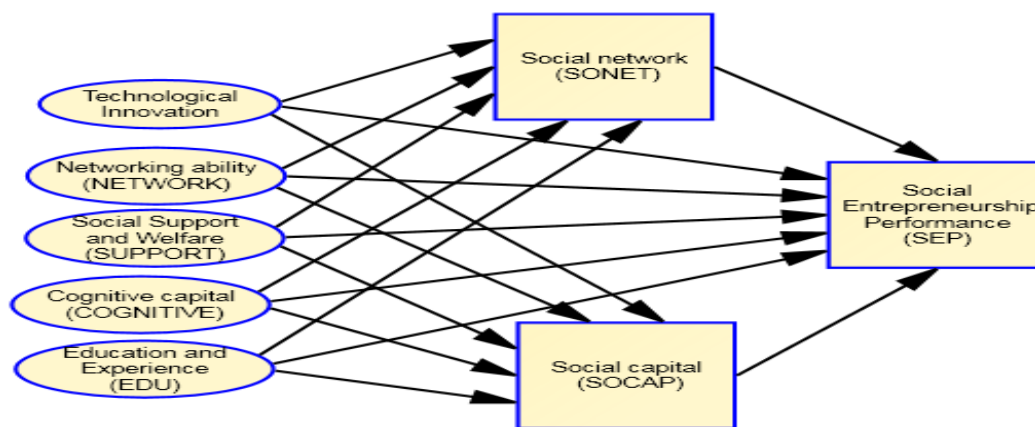 Social network
(SONET)
Technological
Innovation
Networking ability
(NETWORK)
Social Support
and Welfare
(SUPPORT)
Cognitive capital
(COGNITIVE)
Education and
Experience
(EDU)
Social capital
(SOCAP)
Social
Entrepreneurship
Performance
(SEP)